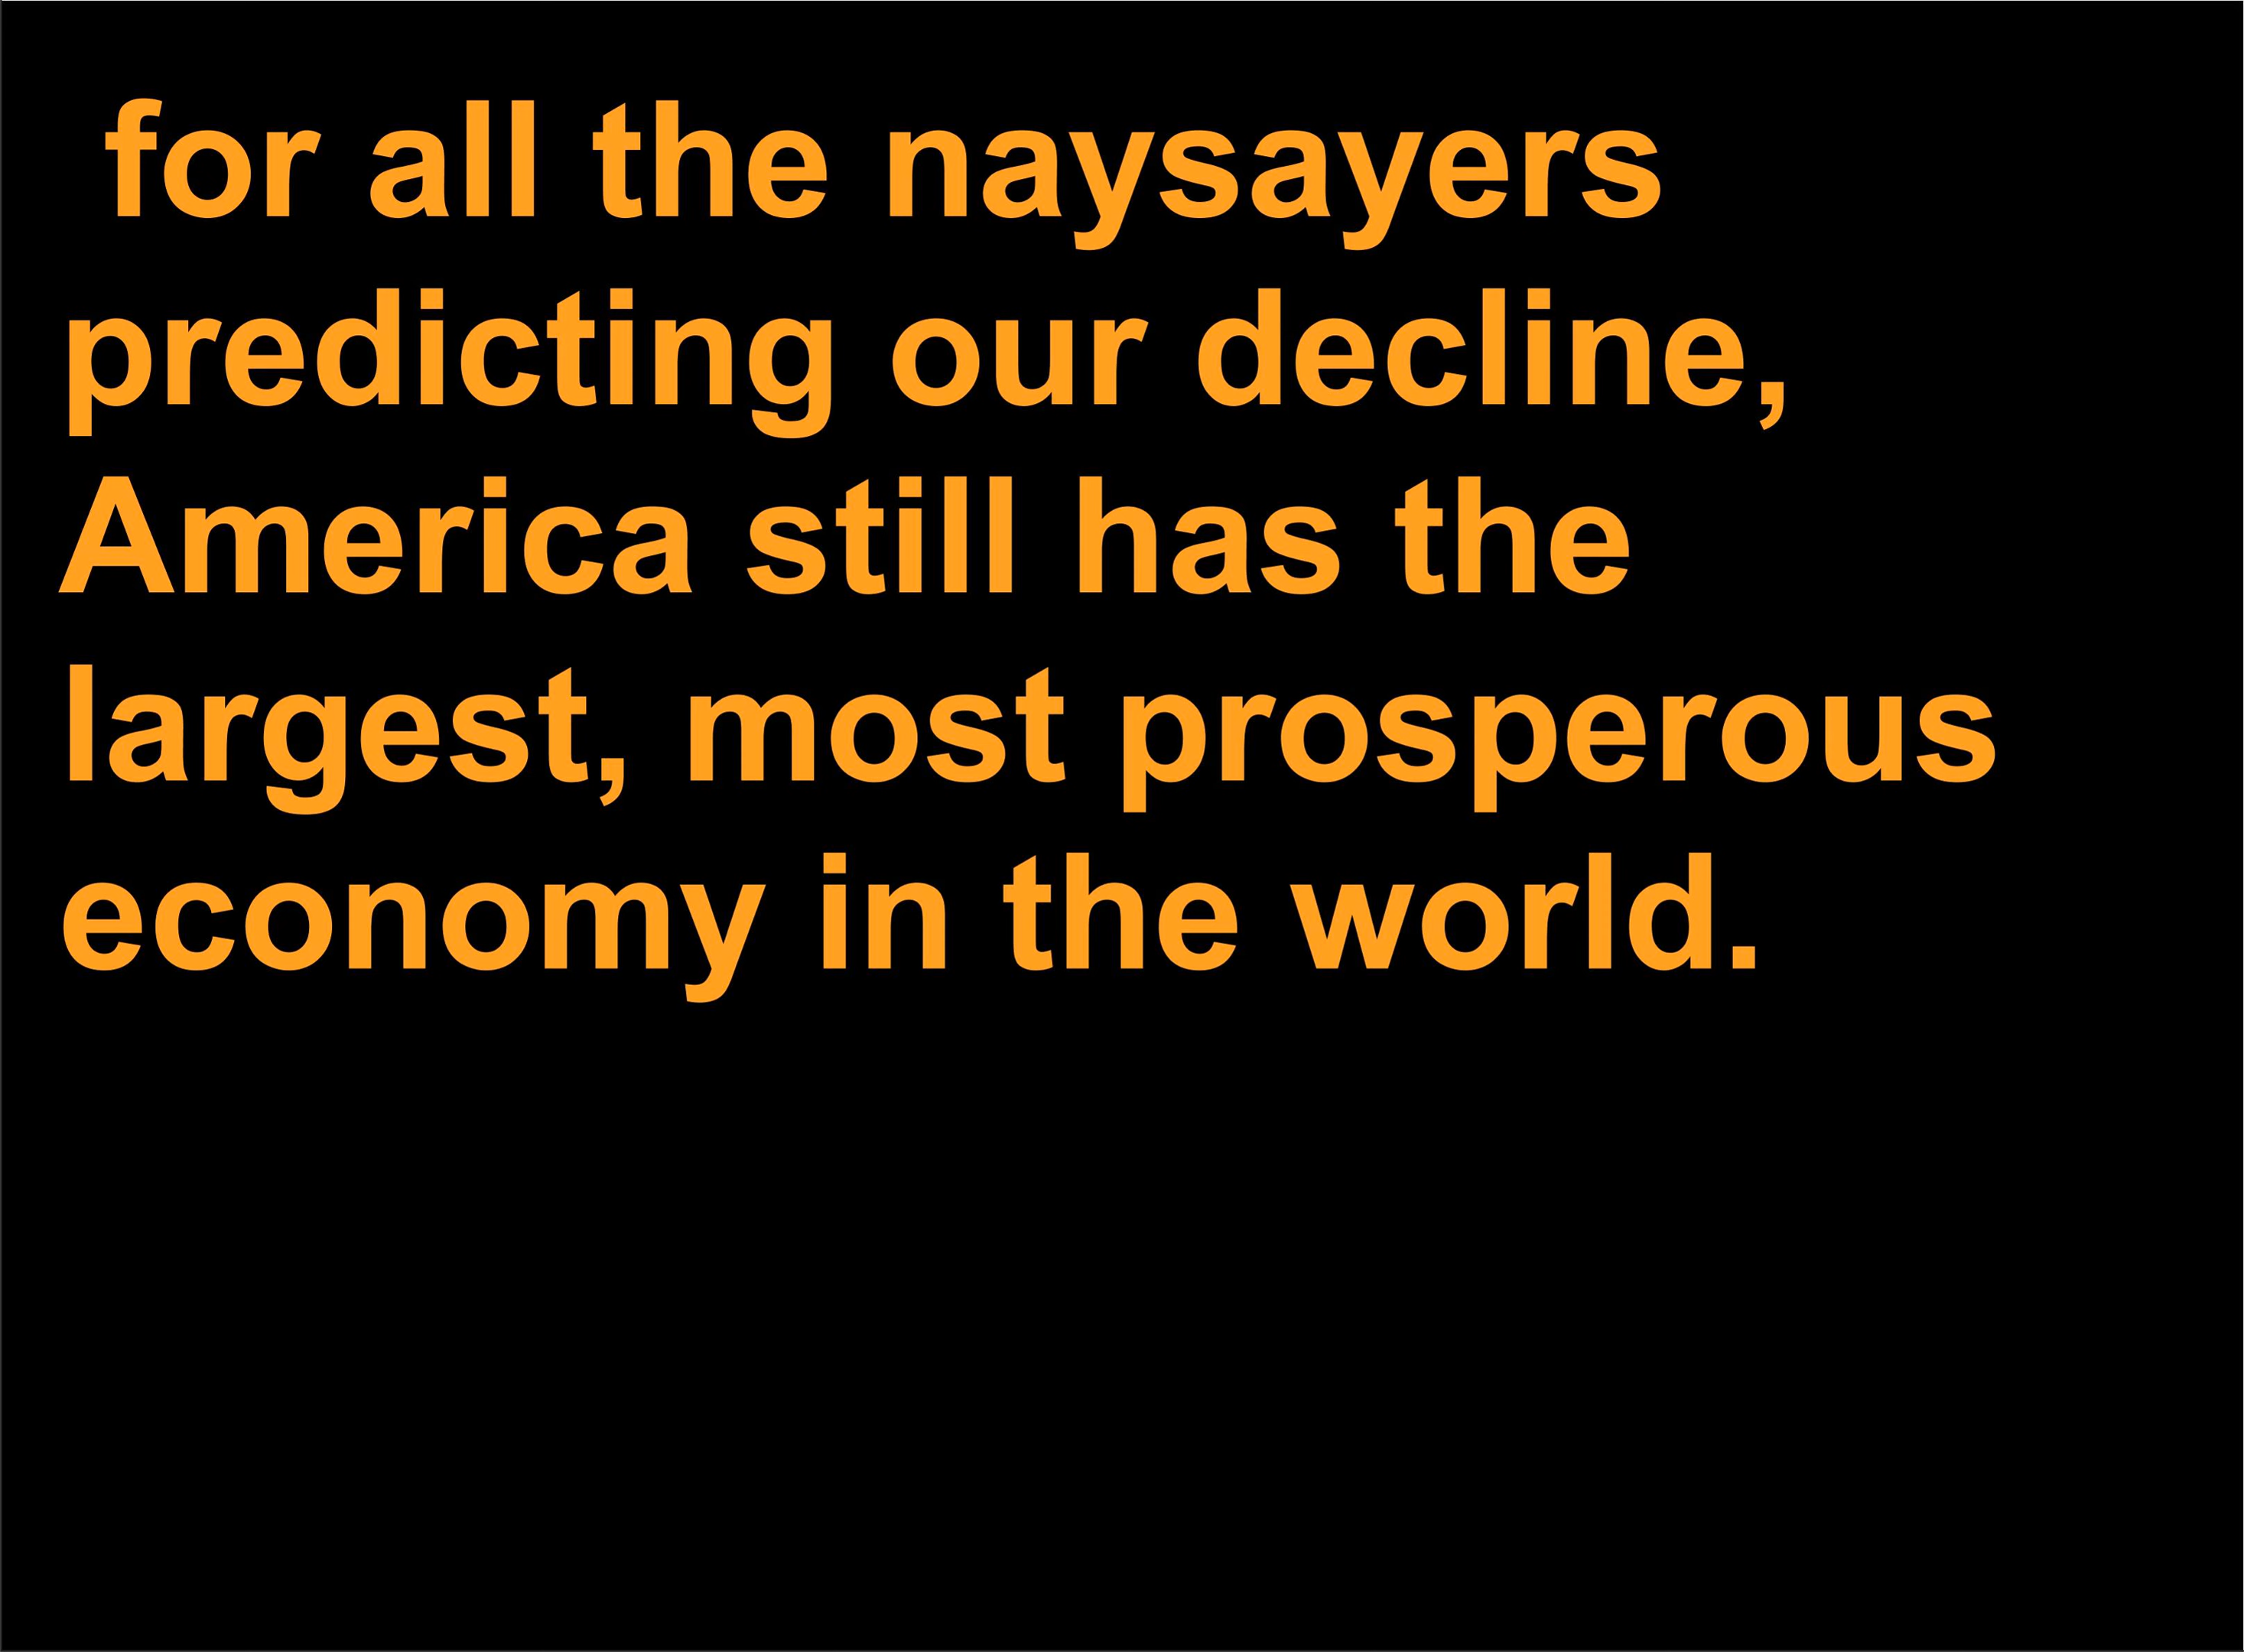 for all the naysayers
predicting our decline,
America still has the
largest, most prosperous
economy in the world.